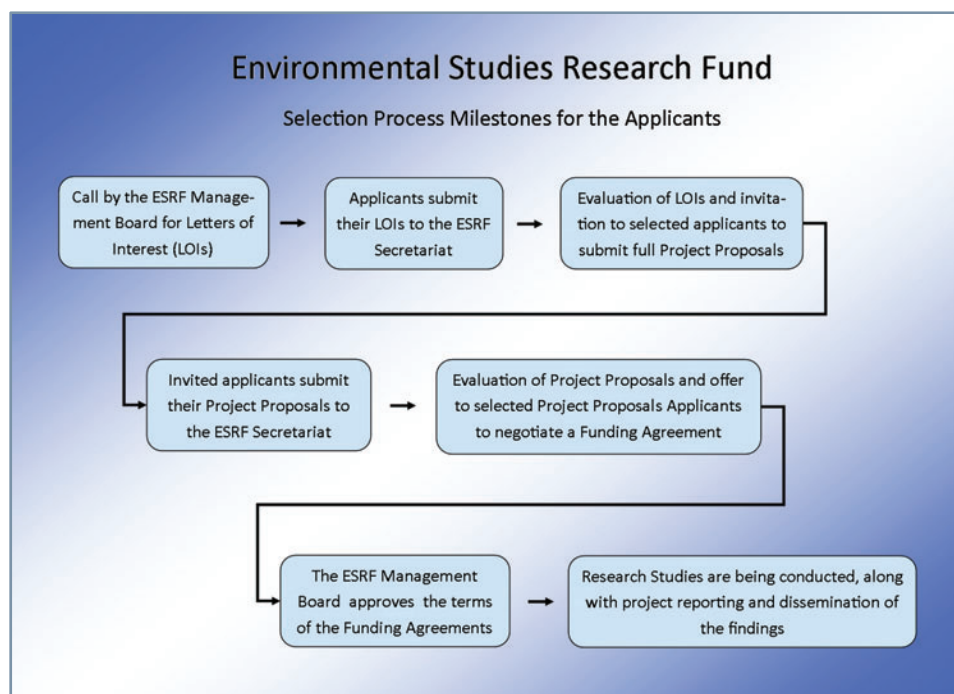 Environmental Studies Research Fund
Selection Process Milestones for the Applicants
Call by the ESRF Manage-
ment Board for Letters of
Interest (LOIs)
Applicants submit
their LOIs to the ESRF
Secretariat
Evaluation of LOIs and invita-
tion to selected applicants to
submit full Project Proposals
Invited applicants submit
their Project Proposals to
the ESRF Secretariat
Evaluation of Project Proposals and offer
to selected Project Proposals Applicants
to negotiate a Funding Agreement
The ESRF Management
Board approves the terms
of the Funding Agreements
Research Studies are being conducted, along
with project reporting and dissemination of
the findings